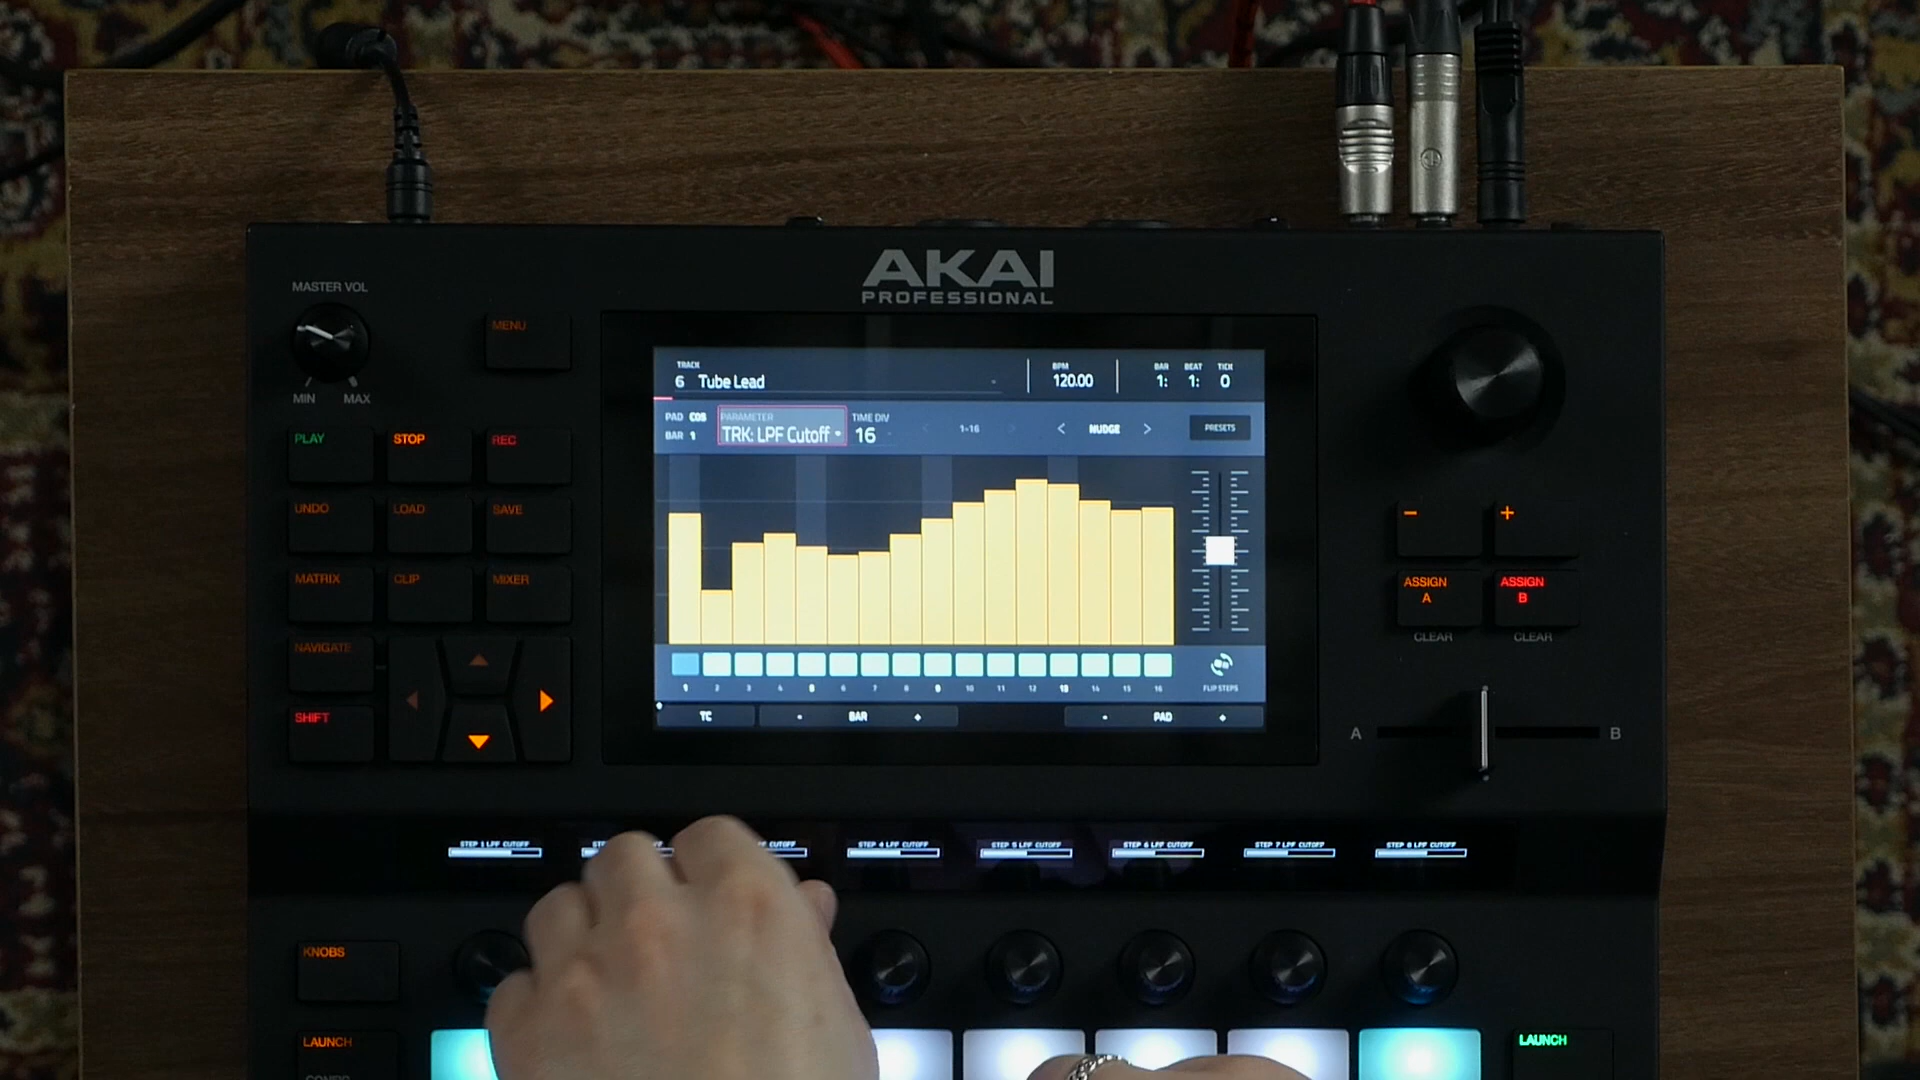 AKAI
PROFESSIONAL
MASTER VOL
MIN MAX
MENU
PLAY STOP REC
UNDO LOAD SAVE
MATRIX CLIP MIXER
NAVIGATE
SHIFT
TRACK
6 Tube Lead
BPM
120.00
BAR BEAT TICK
1: 1: 0
PAD C05
BAR 1
PARAMETER
TRK: LPF Cutoff
TIME DIV
16
1-16
< NUDGE >
PRESETS
1 2 3 4 5 6 7 8 9 10 11 12 13 14 15 16
FLIP STEPS
TC - BAR + - PAD +
- +
ASSIGN A
ASSIGN B
CLEAR CLEAR
A B
STEP 1 LPF CUTOFF
STEP 4 LPF CUTOFF
STEP 5 LPF CUTOFF
STEP 6 LPF CUTOFF
STEP 7 LPF CUTOFF
STEP 8 LPF CUTOFF
KNOBS
LAUNCH
LAUNCH